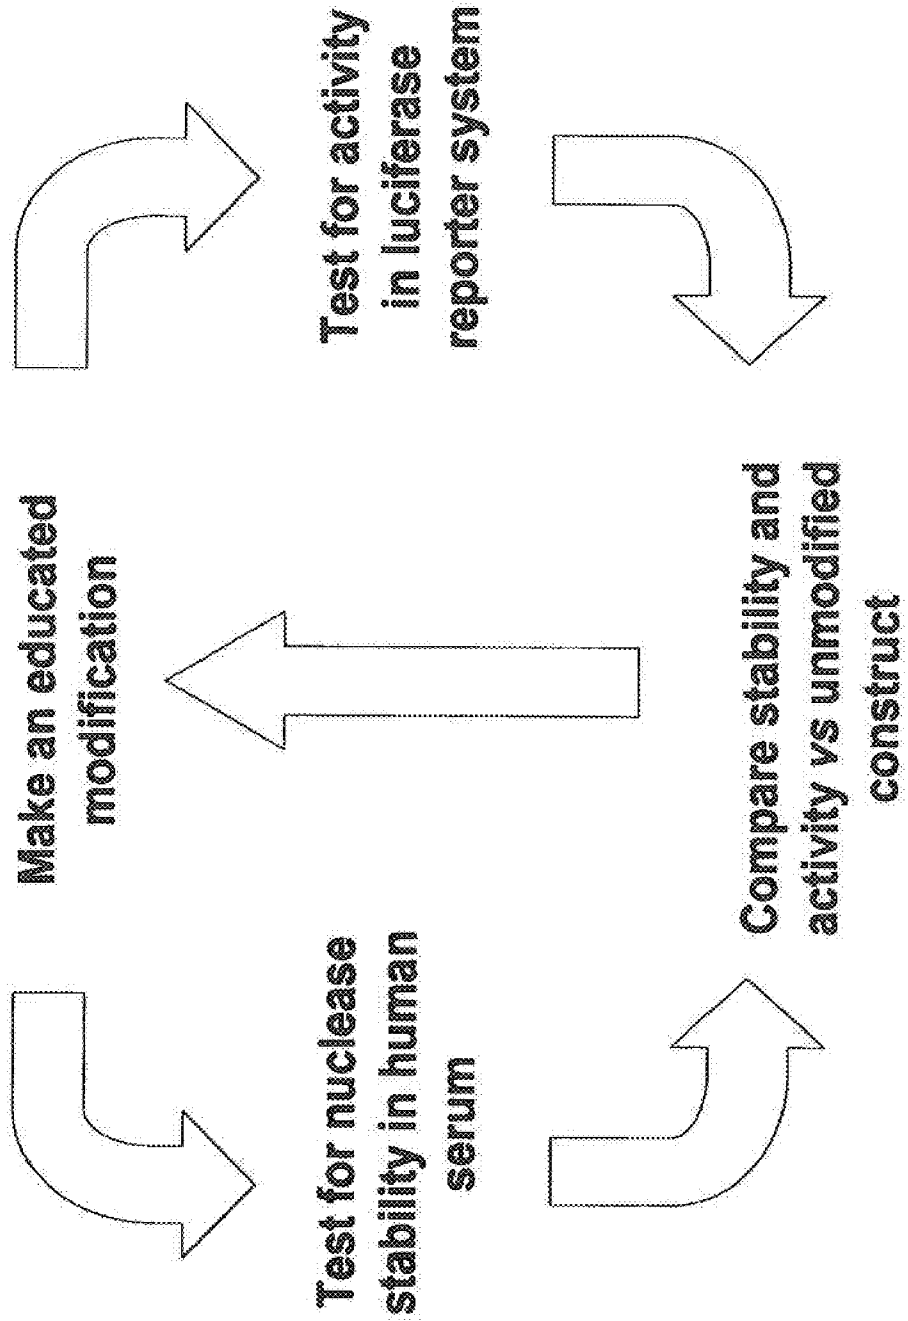 Make an educated
modification
Test for nuclease
stability in human
serum
Test for activity
in luciferase
reporter system
Compare stability and
activity vs unmodified
construct